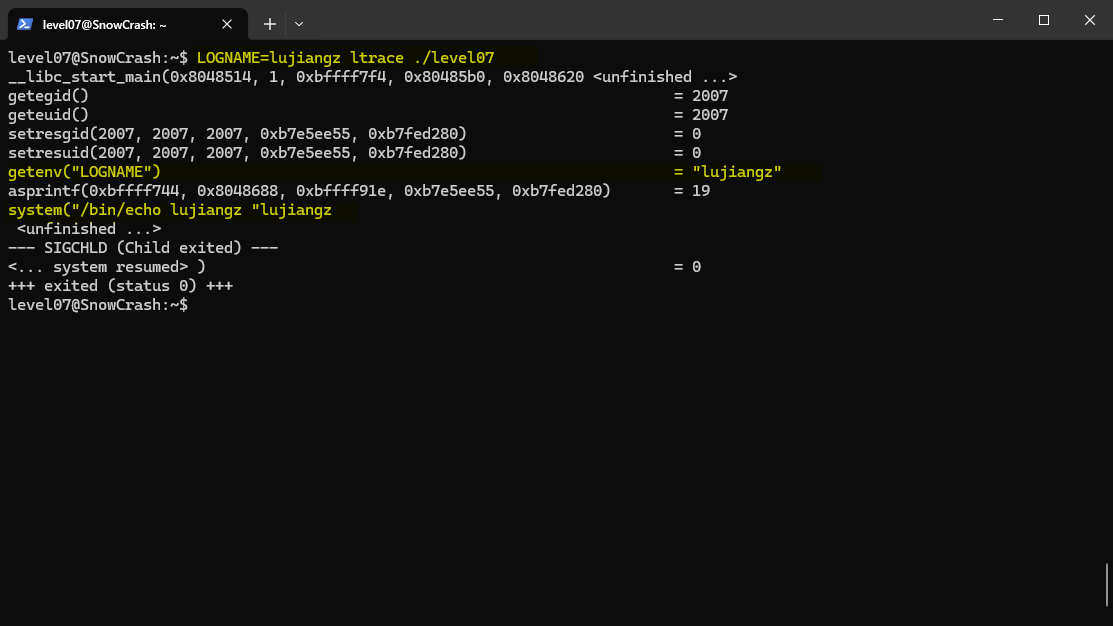 level07@SnowCrash: ~
level07@SnowCrash:~$ LOGNAME=lujiangz ltrace ./level07
__libc_start_main(0x8048514, 1, 0xbffff7f4, 0x80485b0, 0x8048620 <unfinished ...>
getegid() = 2007
geteuid() = 2007
setresgid(2007, 2007, 2007, 0xb7e5ee55, 0xb7fed280) = 0
setresuid(2007, 2007, 2007, 0xb7e5ee55, 0xb7fed280) = 0
getenv("LOGNAME") = "lujiangz"
asprintf(0xbffff744, 0x8048688, 0xbffff91e, 0xb7e5ee55, 0xb7fed280) = 19
system("/bin/echo lujiangz "lujiangz
 <unfinished ...>
--- SIGCHLD (Child exited) ---
<... system resumed> ) = 0
+++ exited (status 0) +++
level07@SnowCrash:~$